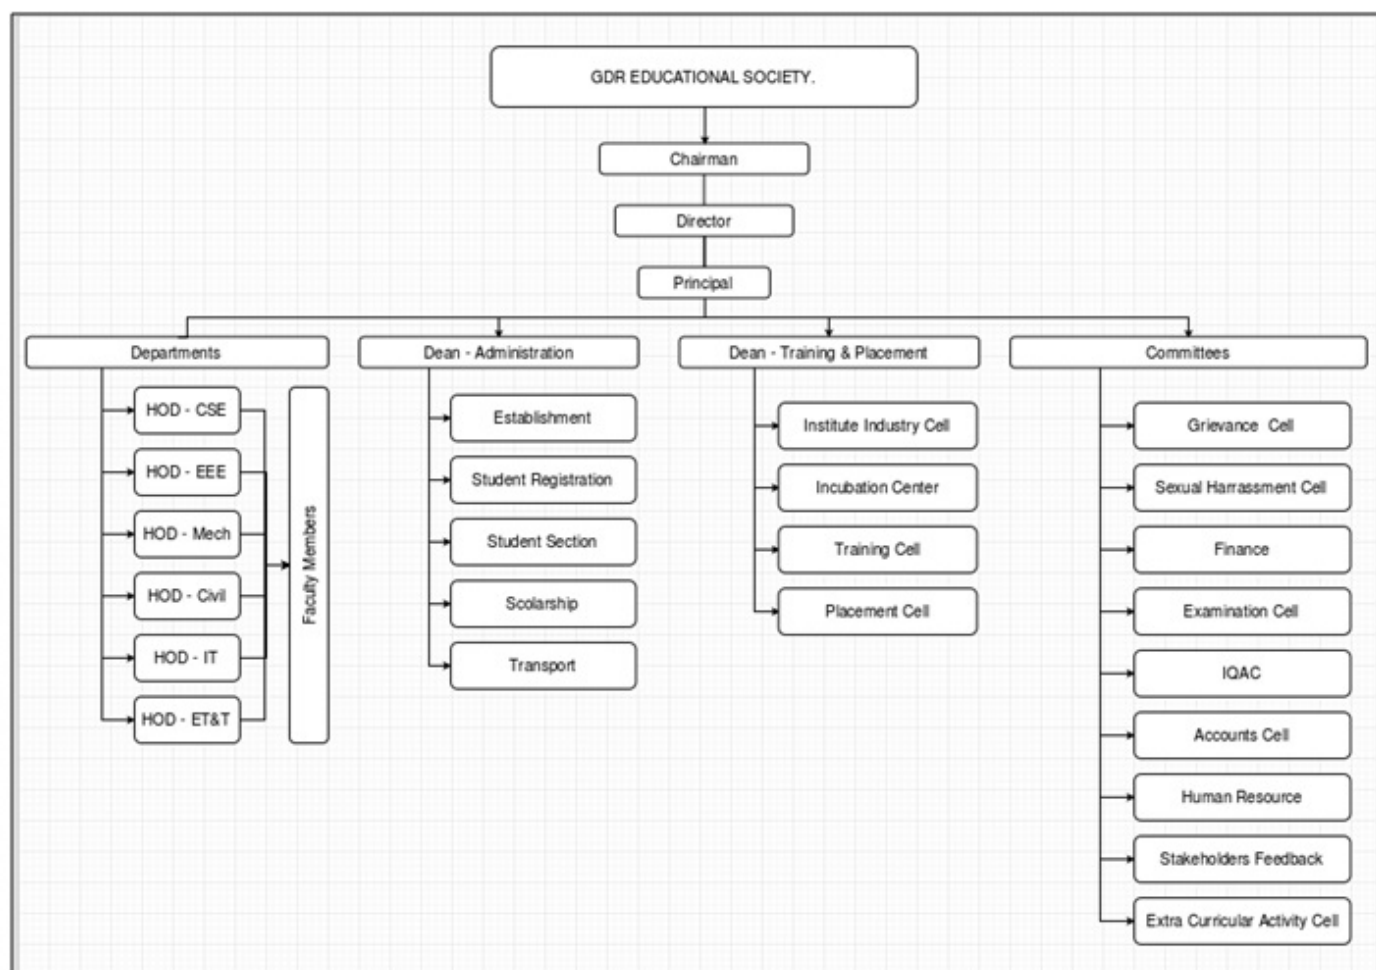 GDR EDUCATIONAL SOCIETY.
Chairman
Director
Principal
Departments
HOD - CSE
HOD - EEE
HOD - Mech
HOD - Civil
HOD - IT
HOD - ET&T
Faculty Members
Dean - Administration
Establishment
Student Registration
Student Section
Scolarship
Transport
Dean - Training & Placement
Institute Industry Cell
Incubation Center
Training Cell
Placement Cell
Committees
Grievance Cell
Sexual Harrassment Cell
Finance
Examination Cell
IQAC
Accounts Cell
Human Resource
Stakeholders Feedback
Extra Curricular Activity Cell